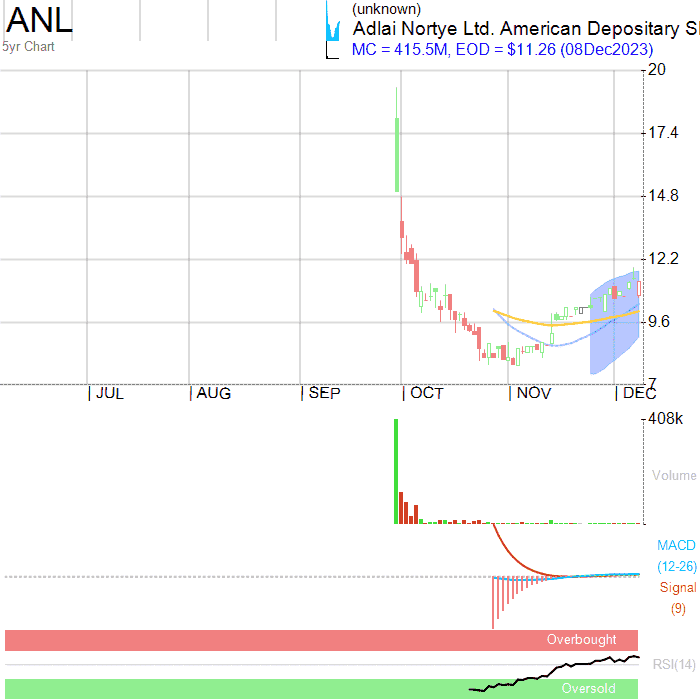 ANL
5yr Chart
(unknown)
Adlai Nortye Ltd. American Depositary S
MC = 415.5M, EOD = $11.26 (08Dec2023)
20
17.4
14.8
12.2
9.6
7
JUL AUG SEP OCT NOV DEC
408k
Volume
MACD
(12-26)
Signal
(9)
Overbought
RSI(14)
Oversold